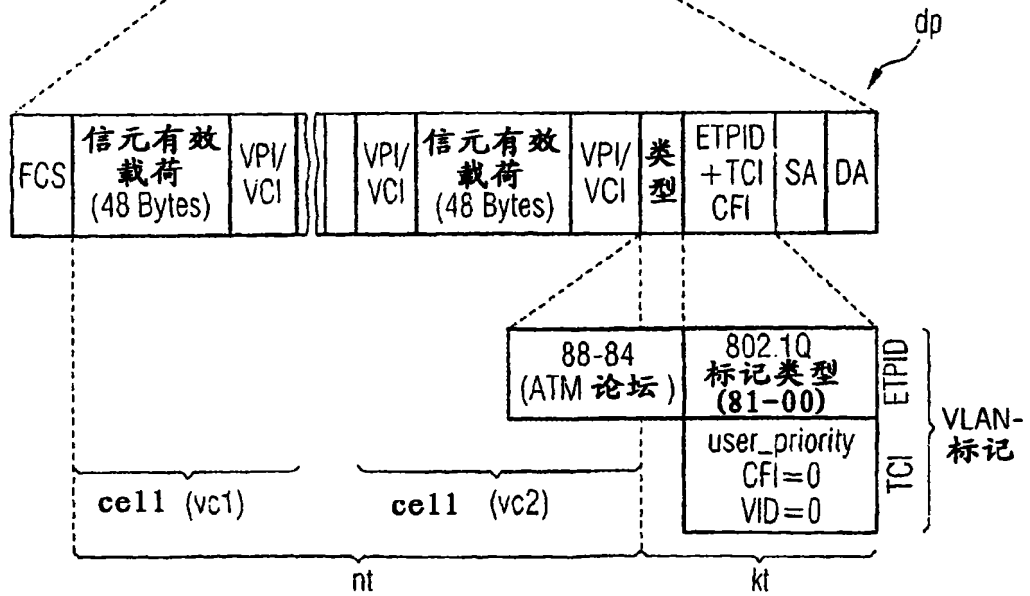 dp
FCS
信元有效
載荷
(48 Bytes)
VPI/
VCI
VPI/
VCI
信元有效
載荷
(48 Bytes)
VPI/
VCI
类
型
ETPID
+TCI
CFI
SA
DA
88-84
(ATM 论坛)
802.1Q
标记类型
(81-00)
ETPID
user_priority
CFI=0
VID=0
TCI
VLAN-
标记
cell (vc1)
cell (vc2)
nt
kt